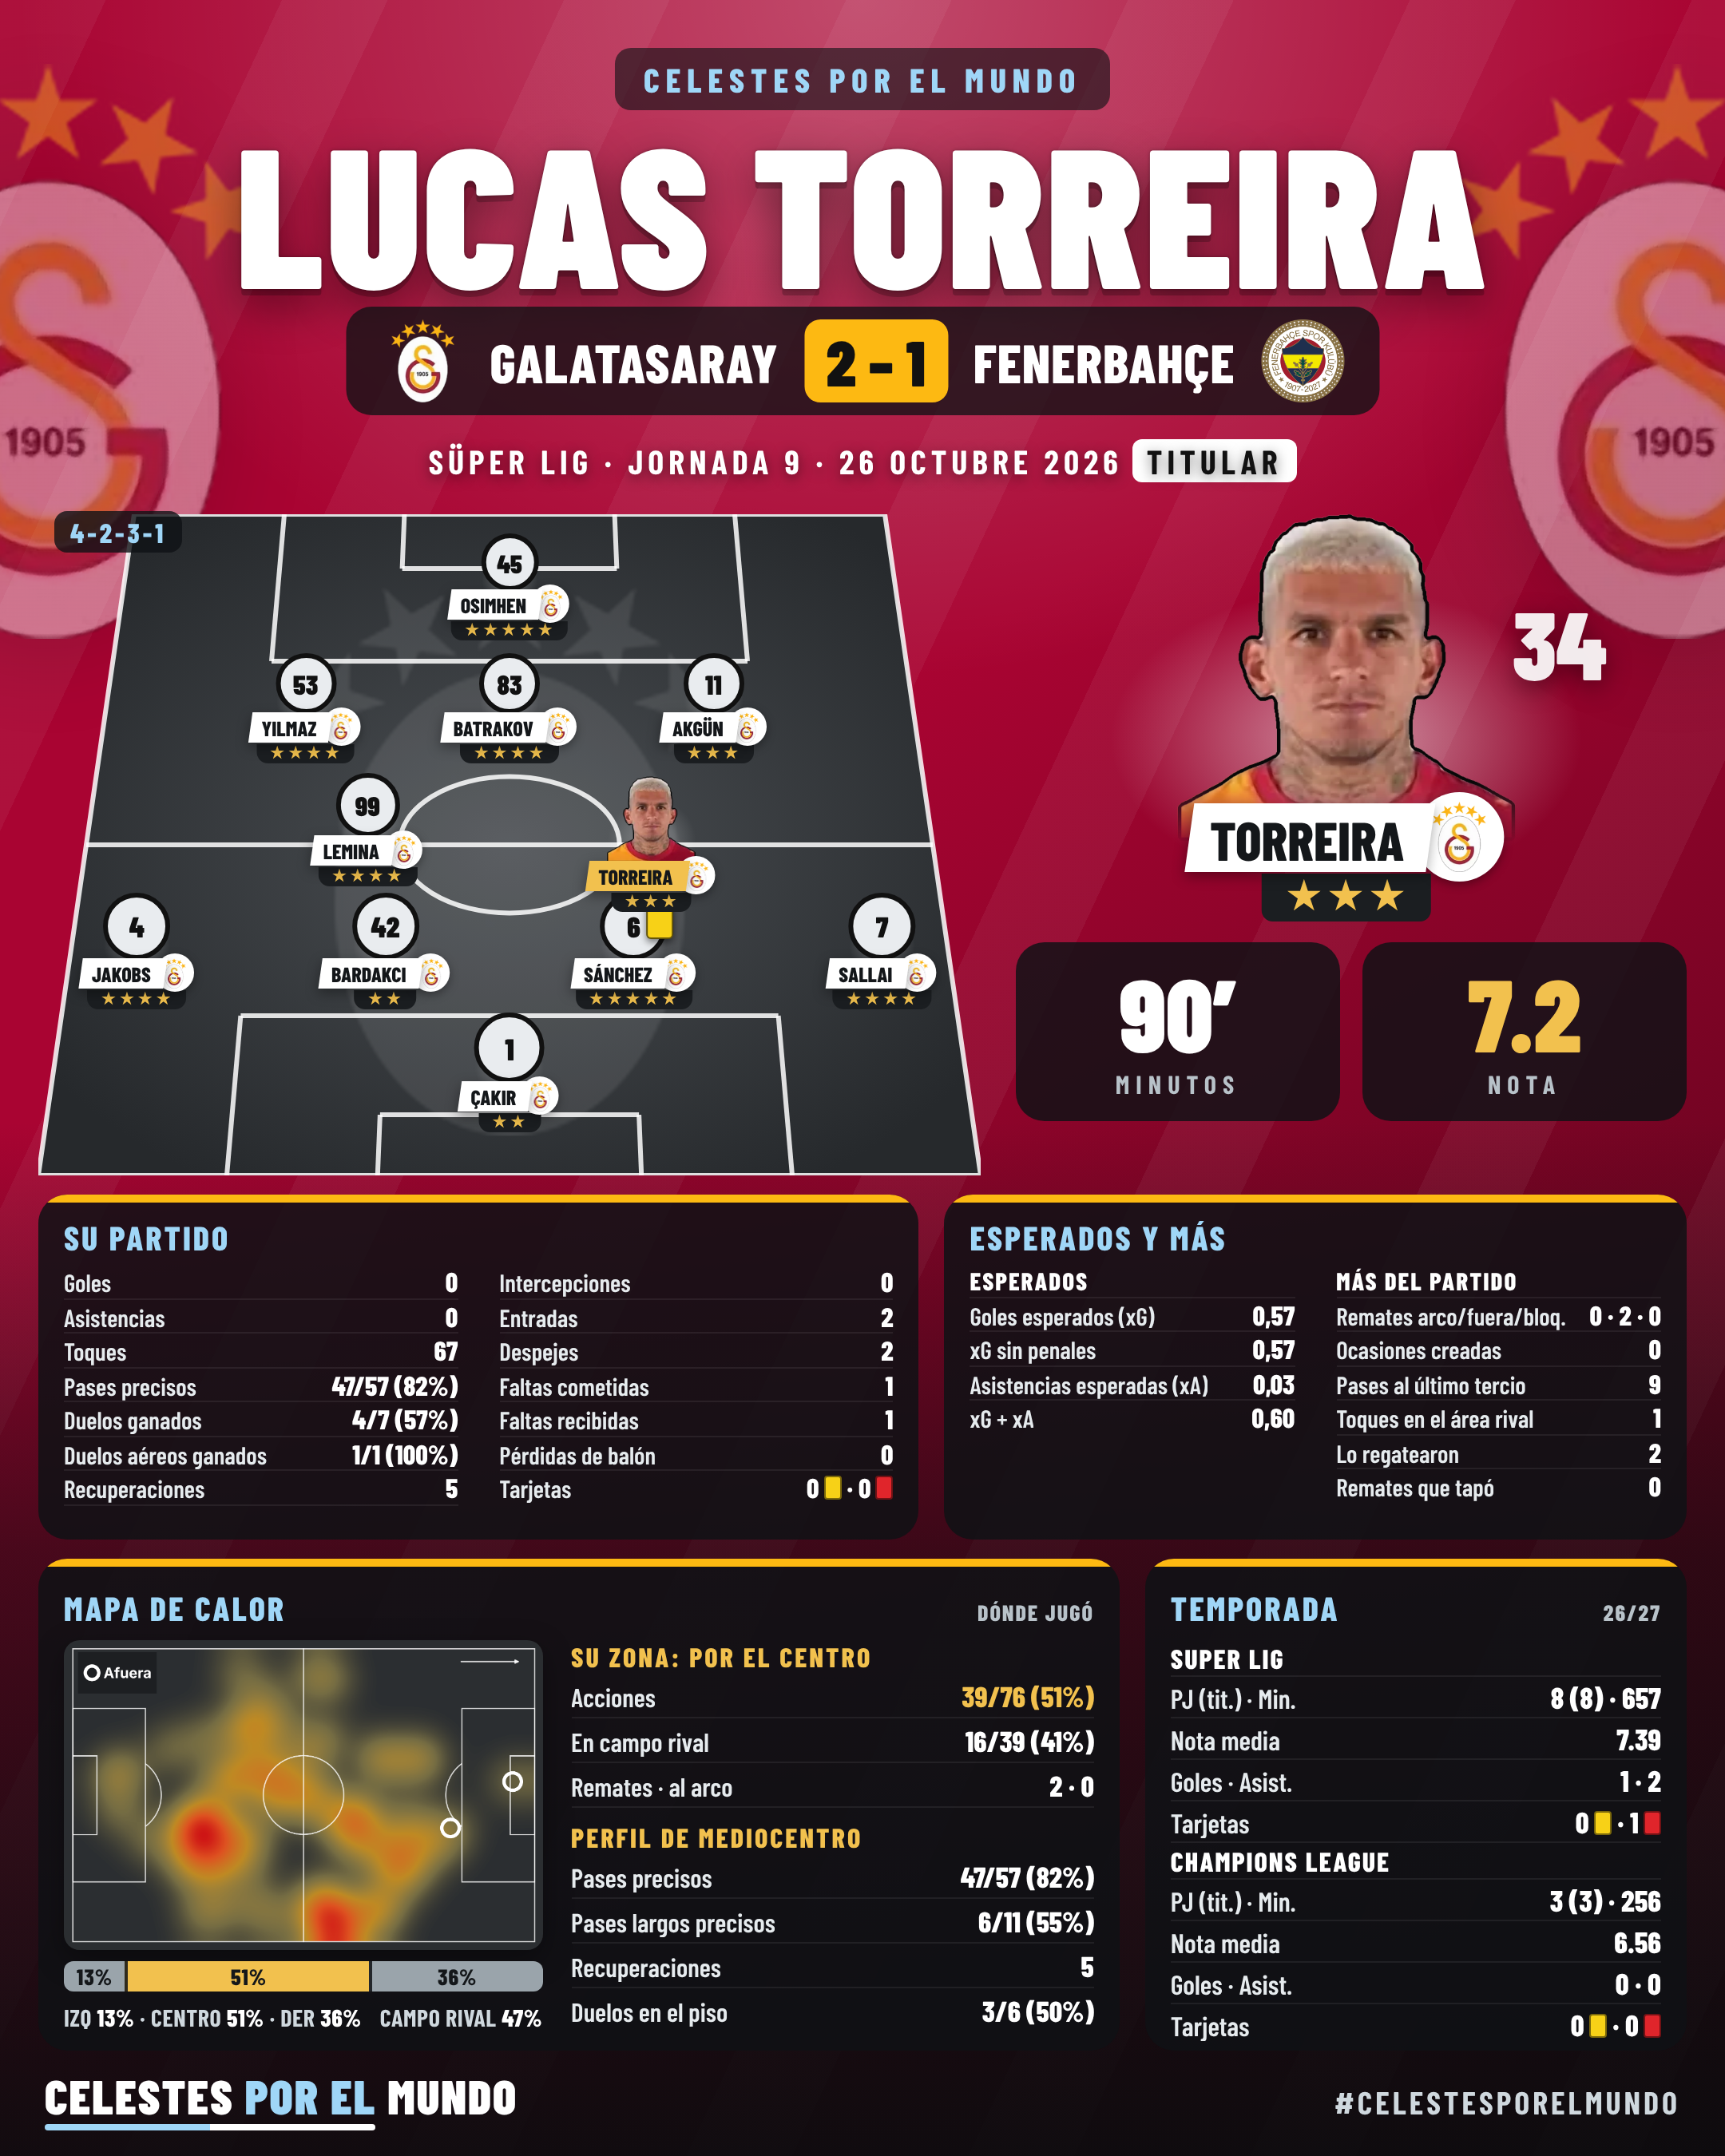 CELESTES POR EL MUNDO
LUCAS TORREIRA
GALATASARAY 2 - 1 FENERBAHÇE
SÜPER LIG · JORNADA 9 · 26 OCTUBRE 2026 TITULAR
1905
1905
4-2-3-1
45
OSIMHEN
53
YILMAZ
83
BATRAKOV
11
AKGÜN
99
LEMINA
TORREIRA
4
JAKOBS
42
BARDAKCI
6
SÁNCHEZ
7
SALLAI
1
ÇAKIR
34
TORREIRA
90’
MINUTOS
7.2
NOTA
SU PARTIDO
Goles 0
Asistencias 0
Toques 67
Pases precisos 47/57 (82%)
Duelos ganados 4/7 (57%)
Duelos aéreos ganados 1/1 (100%)
Recuperaciones 5
Intercepciones 0
Entradas 2
Despejes 2
Faltas cometidas 1
Faltas recibidas 1
Pérdidas de balón 0
Tarjetas 0 · 0
ESPERADOS Y MÁS
ESPERADOS
Goles esperados (xG) 0,57
xG sin penales 0,57
Asistencias esperadas (xA) 0,03
xG + xA 0,60
MÁS DEL PARTIDO
Remates arco/fuera/bloq. 0 · 2 · 0
Ocasiones creadas 0
Pases al último tercio 9
Toques en el área rival 1
Lo regatearon 2
Remates que tapó 0
MAPA DE CALOR
DÓNDE JUGÓ
Afuera
13% 51% 36%
IZQ 13% · CENTRO 51% · DER 36% CAMPO RIVAL 47%
SU ZONA: POR EL CENTRO
Acciones 39/76 (51%)
En campo rival 16/39 (41%)
Remates · al arco 2 · 0
PERFIL DE MEDIOCENTRO
Pases precisos 47/57 (82%)
Pases largos precisos 6/11 (55%)
Recuperaciones 5
Duelos en el piso 3/6 (50%)
TEMPORADA 26/27
SUPER LIG
PJ (tit.) · Min. 8 (8) · 657
Nota media 7.39
Goles · Asist. 1 · 2
Tarjetas 0 · 1
CHAMPIONS LEAGUE
PJ (tit.) · Min. 3 (3) · 256
Nota media 6.56
Goles · Asist. 0 · 0
Tarjetas 0 · 0
CELESTES POR EL MUNDO
#CELESTESPORELMUNDO